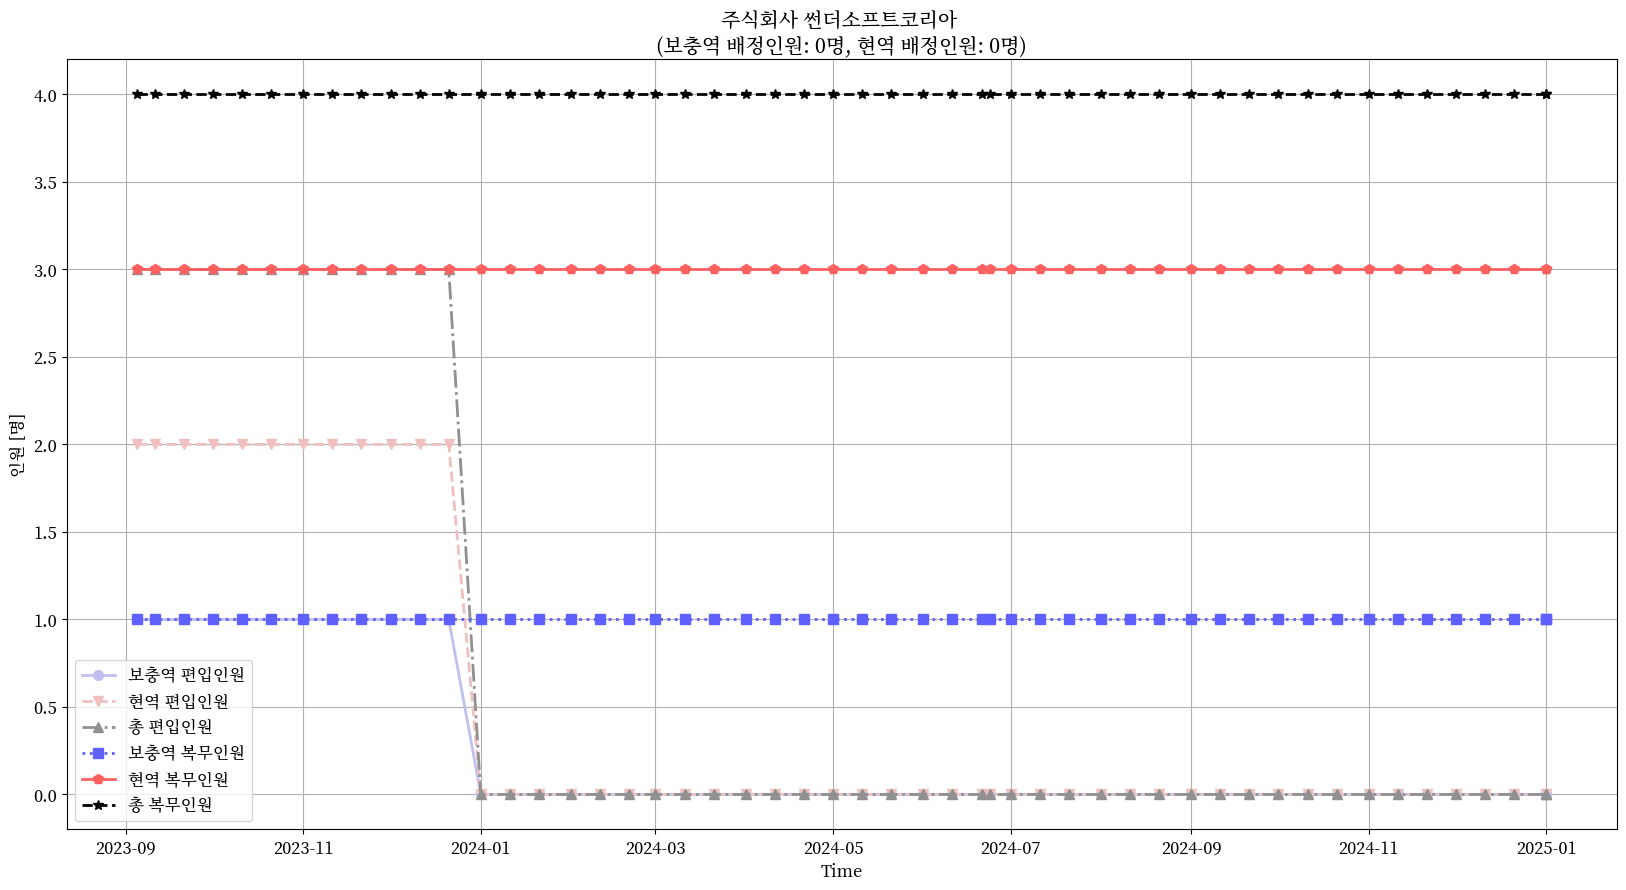 주식회사 썬더소프트코리아
(보충역 배정인원: 0명, 현역 배정인원: 0명)
인원 [명]
4.0
3.5
3.0
2.5
2.0
1.5
1.0
0.5
0.0
보충역 편입인원
현역 편입인원
총 편입인원
보충역 복무인원
현역 복무인원
총 복무인원
2023-09 2023-11 2024-01 2024-03 2024-05 2024-07 2024-09 2024-11 2025-01
Time